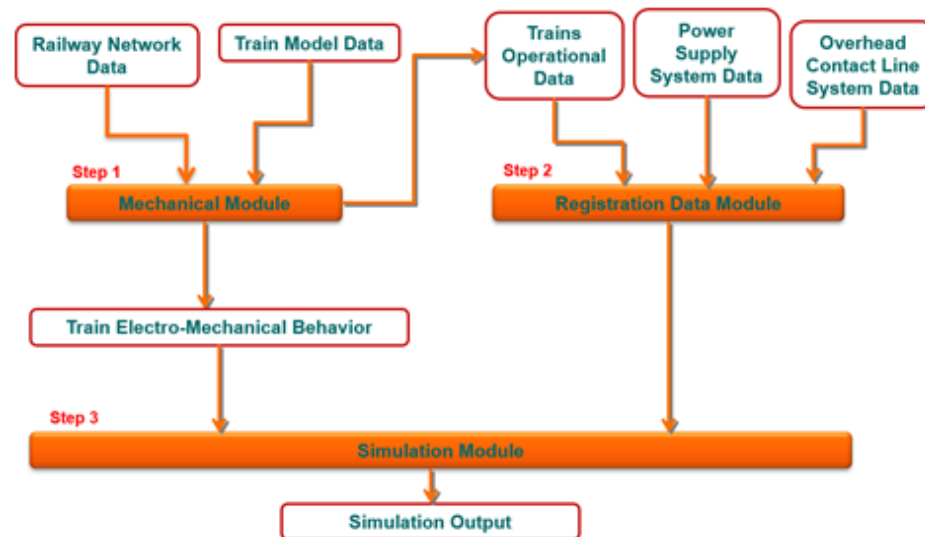 Railway Network
Data
Train Model Data
Trains
Operational
Data
Power
Supply
System Data
Overhead
Contact Line
System Data
Step 1
Mechanical Module
Step 2
Registration Data Module
Train Electro-Mechanical Behavior
Step 3
Simulation Module
Simulation Output